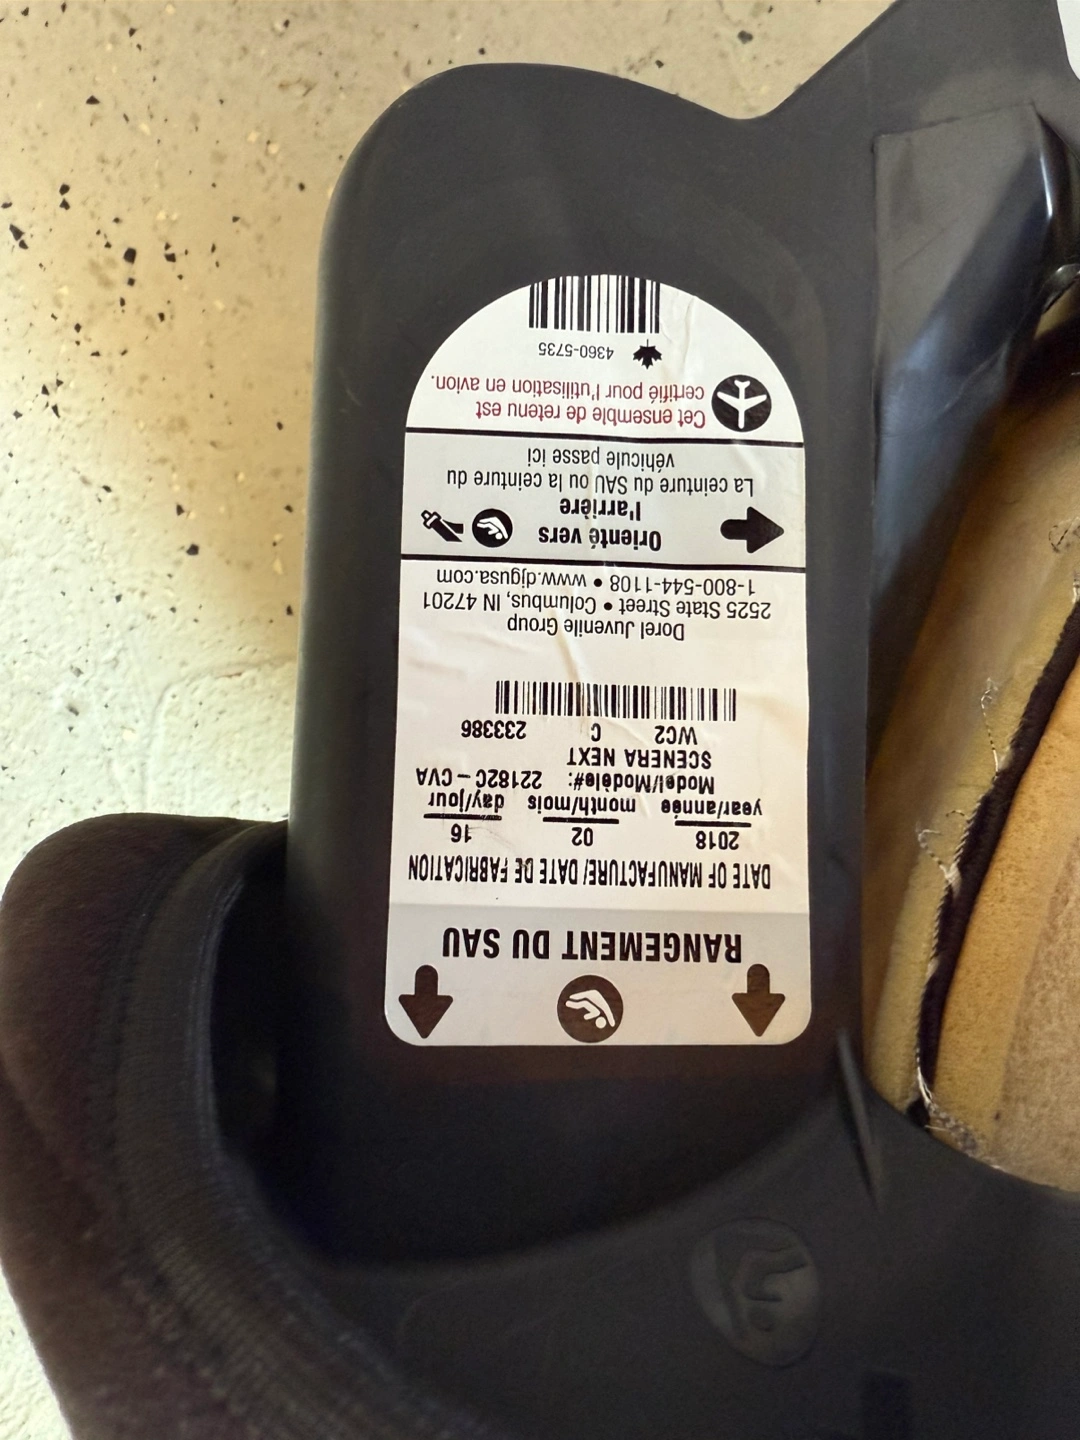 RANGEMENT DU SAU
DATE OF MANUFACTURE/ DATE DE FABRICATION
2018 02 16
year/année month/mois day/jour
Model/Modèle#: 22182C – CVA
SCENERA NEXT
WC2 C 233386
Dorel Juvenile Group
2525 State Street • Columbus, IN 47201
1-800-544-1108 • www.djgusa.com
Orienté vers
l'arrière
La ceinture du SAU ou la ceinture du
véhicule passe ici
Cet ensemble de retenu est
certifié pour l'utilisation en avion.
4360-5735